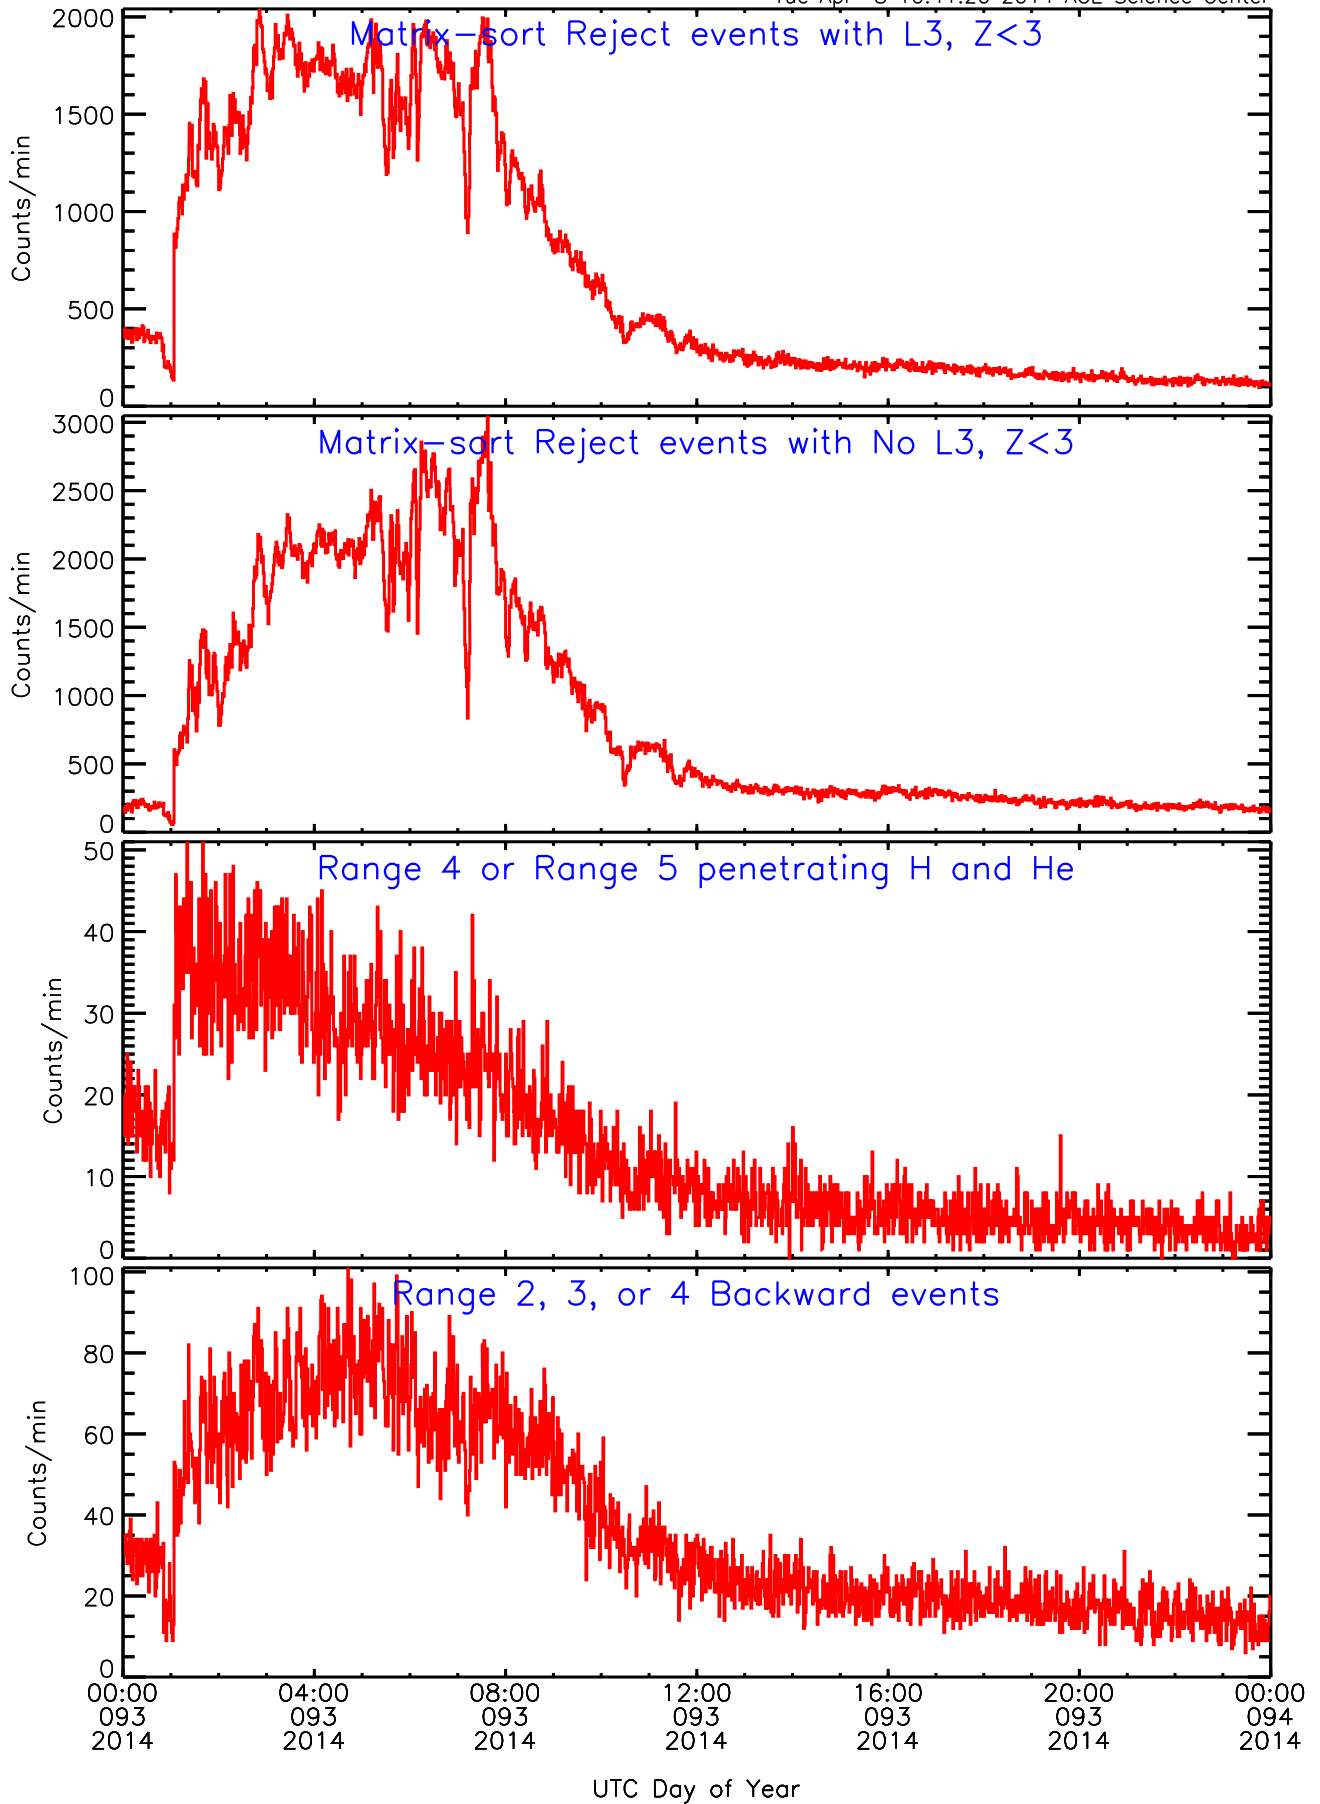 Matrix-sort Reject events with L3, Z<3
2000
1500
1000
500
0
Counts/min
Matrix-sort Reject events with No L3, Z<3
3000
2500
2000
1500
1000
500
0
Counts/min
Range 4 or Range 5 penetrating H and He
50
40
30
20
10
0
Counts/min
Range 2, 3, or 4 Backward events
100
80
60
40
20
0
Counts/min
00:00 04:00 08:00 12:00 16:00 20:00 00:00
093 093 093 093 093 093 094
2014 2014 2014 2014 2014 2014 2014
UTC Day of Year